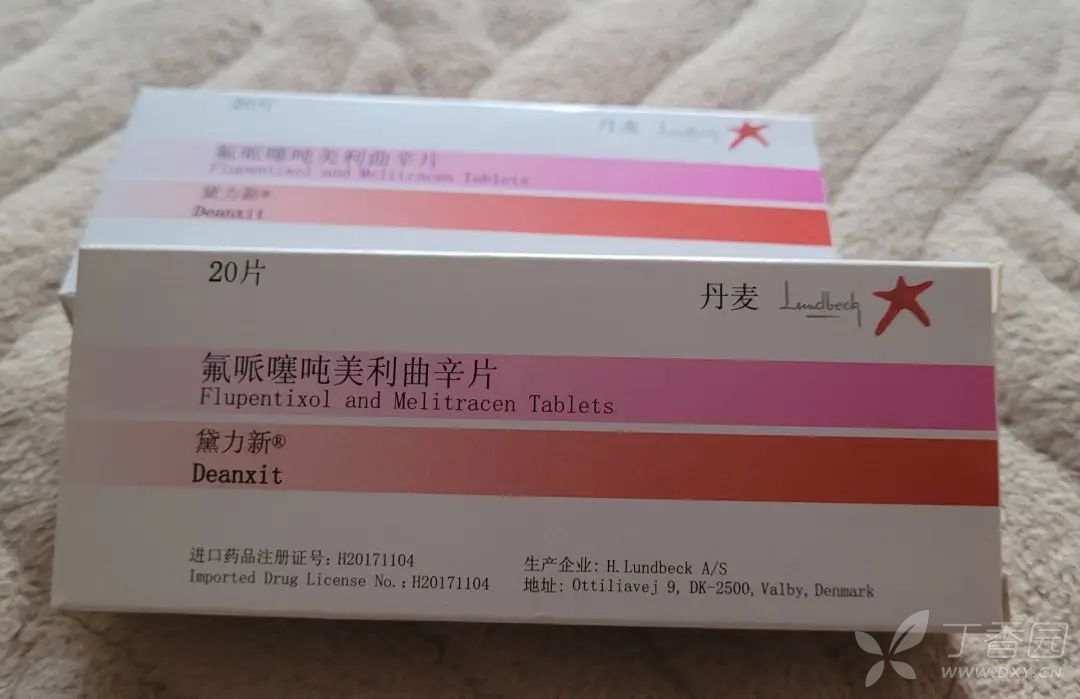 20片
丹麦 Lundbeck
氟哌噻吨美利曲辛片
Flupentixol and Melitracen Tablets
黛力新®
Deanxit
20片
丹麦 Lundbeck
氟哌噻吨美利曲辛片
Flupentixol and Melitracen Tablets
黛力新®
Deanxit
进口药品注册证号：H20171104
Imported Drug License No.：H20171104
生产企业：H.Lundbeck A/S
地址：Ottiliavej 9, DK-2500, Valby, Denmark
丁香园
WWW.DXY.CN